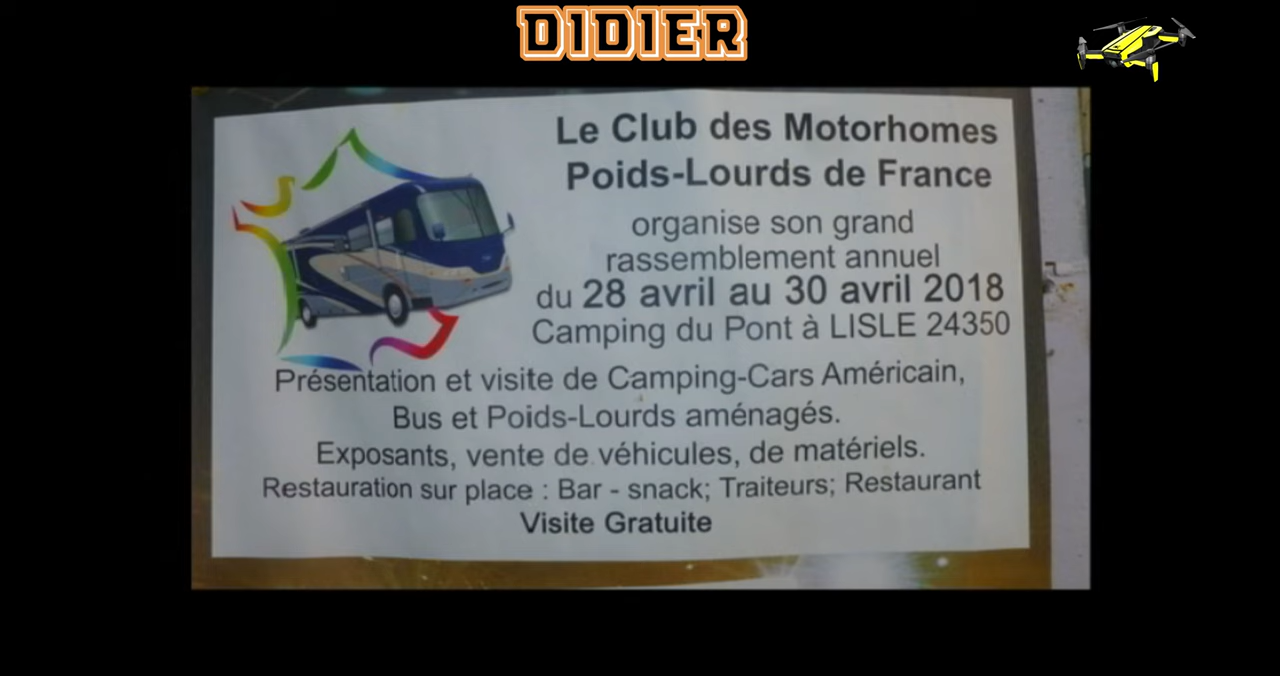 DIDIER
Le Club des Motorhomes
Poids-Lourds de France
organise son grand
rassemblement annuel
du 28 avril au 30 avril 2018
Camping du Pont à LISLE 24350
Présentation et visite de Camping-Cars Américain,
Bus et Poids-Lourds aménagés.
Exposants, vente de véhicules, de matériels.
Restauration sur place : Bar - snack; Traiteurs; Restaurant
Visite Gratuite